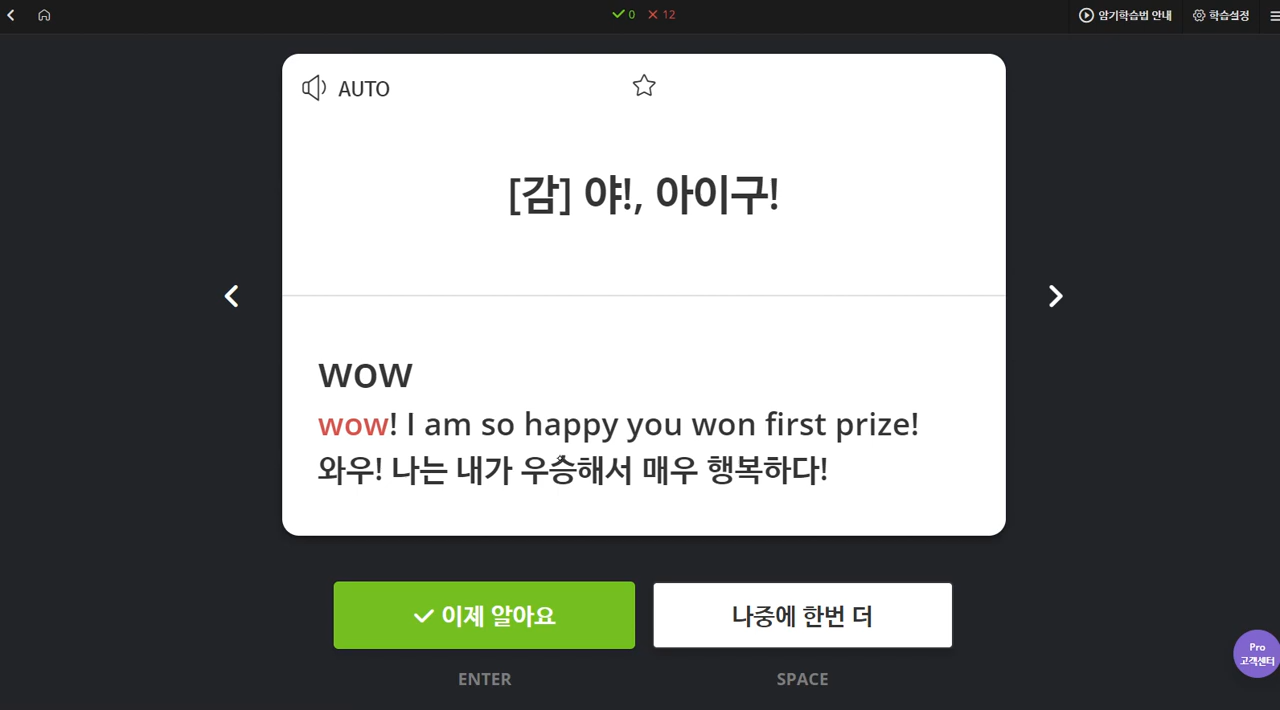 0 12
암기학습법 안내 학습설정
AUTO
[감] 야!, 아이구!
wow
wow! I am so happy you won first prize!
와우! 나는 내가 우승해서 매우 행복하다!
이제 알아요 나중에 한번 더
ENTER SPACE
Pro
고객센터